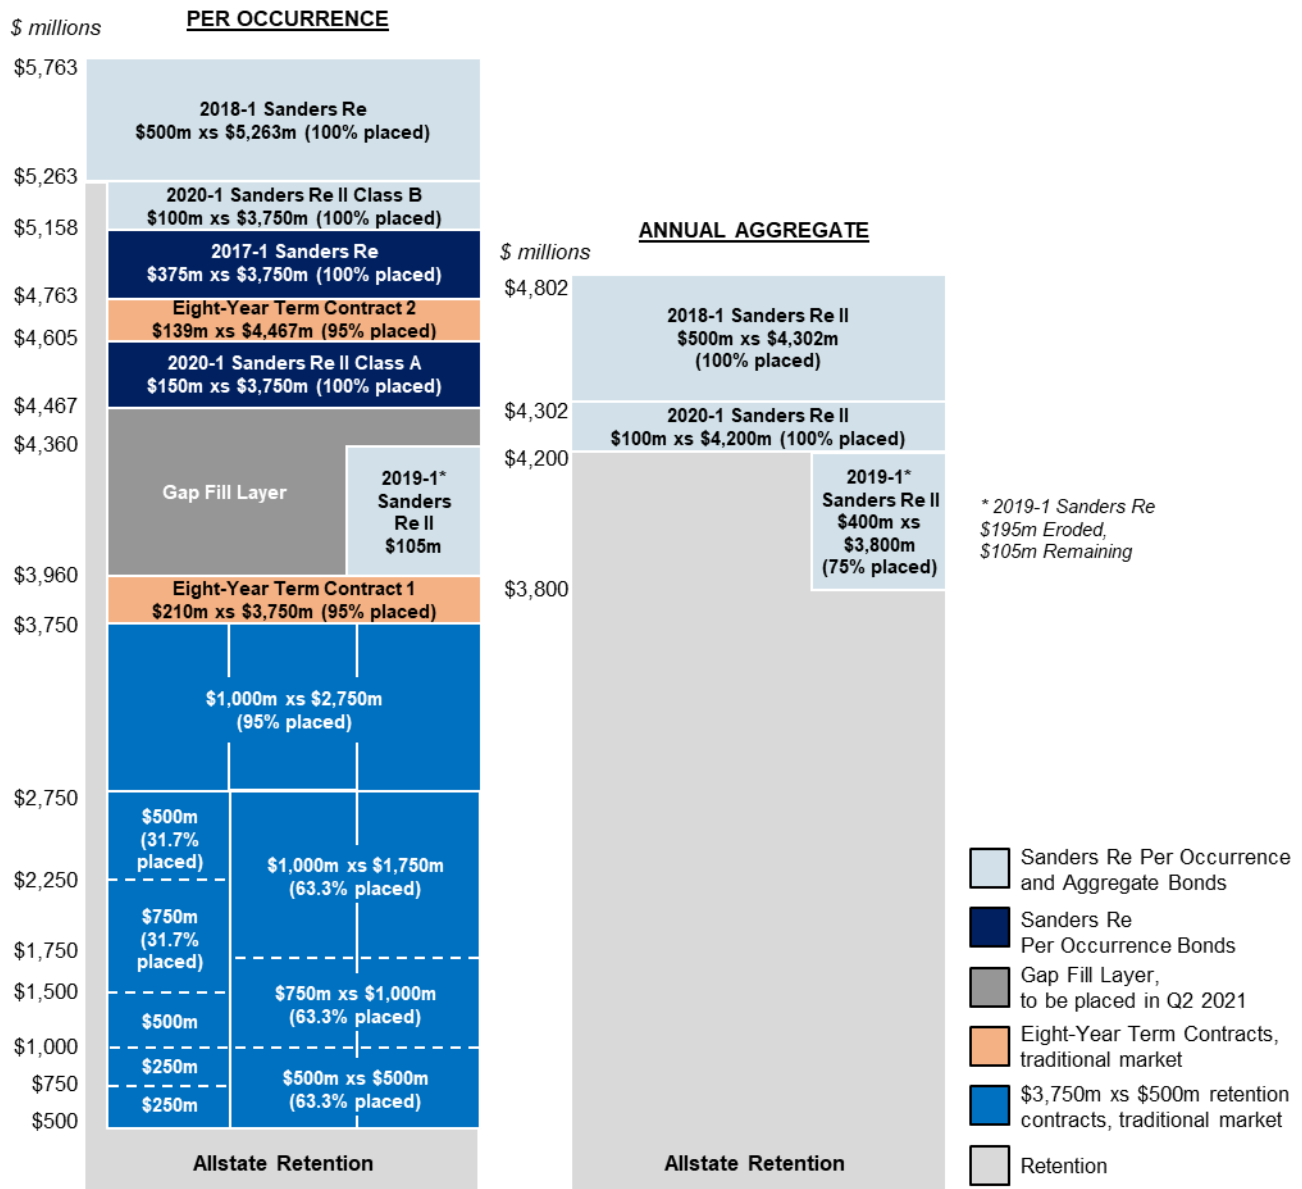 PER OCCURRENCE
$ millions
$5,763
2018-1 Sanders Re
$500m xs $5,263m (100% placed)
$5,263
2020-1 Sanders Re II Class B
$100m xs $3,750m (100% placed)
$5,158
2017-1 Sanders Re
$375m xs $3,750m (100% placed)
$4,763
Eight-Year Term Contract 2
$139m xs $4,467m (95% placed)
$4,605
2020-1 Sanders Re II Class A
$150m xs $3,750m (100% placed)
$4,467
$4,360
Gap Fill Layer
2019-1*
Sanders
Re II
$105m
$3,960
Eight-Year Term Contract 1
$210m xs $3,750m (95% placed)
$3,750
$1,000m xs $2,750m
(95% placed)
$2,750
$500m
(31.7%
placed)
$1,000m xs $1,750m
(63.3% placed)
$2,250
$750m
(31.7%
placed)
$1,750
$1,500
$750m xs $1,000m
(63.3% placed)
$500m
$1,000
$250m
$750
$500m xs $500m
(63.3% placed)
$250m
$500
Allstate Retention
ANNUAL AGGREGATE
$ millions
$4,802
2018-1 Sanders Re II
$500m xs $4,302m
(100% placed)
$4,302
2020-1 Sanders Re II
$100m xs $4,200m (100% placed)
$4,200
2019-1*
Sanders Re II
$400m xs
$3,800m
(75% placed)
$3,800
Allstate Retention
* 2019-1 Sanders Re
$195m Eroded,
$105m Remaining
Sanders Re Per Occurrence
and Aggregate Bonds
Sanders Re
Per Occurrence Bonds
Gap Fill Layer,
to be placed in Q2 2021
Eight-Year Term Contracts,
traditional market
$3,750m xs $500m retention
contracts, traditional market
Retention